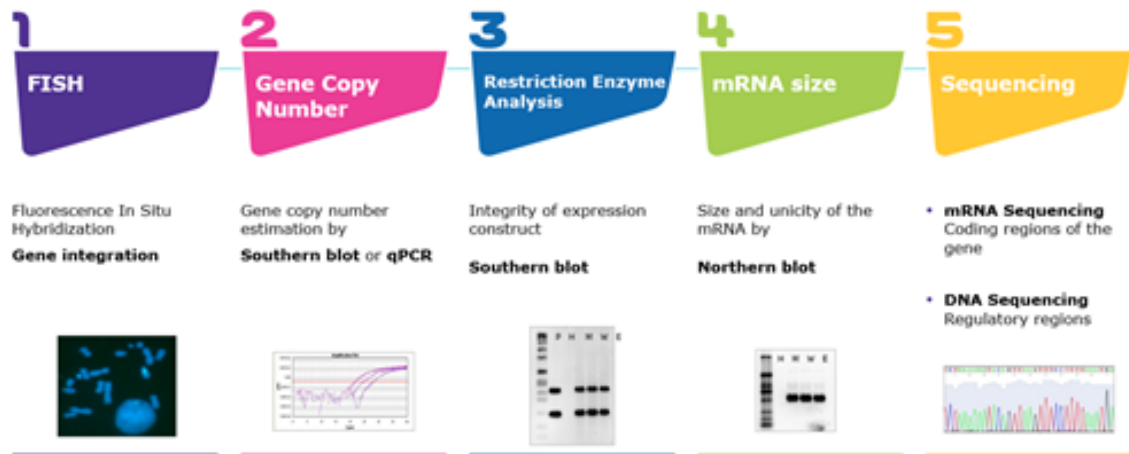 1
FISH
Fluorescence In Situ
Hybridization
Gene integration
2
Gene Copy
Number
Gene copy number
estimation by
Southern blot or qPCR
3
Restriction Enzyme
Analysis
Integrity of expression
construct
Southern blot
P H M W E
4
mRNA size
Size and unicity of the
mRNA by
Northern blot
H M W E
5
Sequencing
• mRNA Sequencing
Coding regions of the
gene
• DNA Sequencing
Regulatory regions